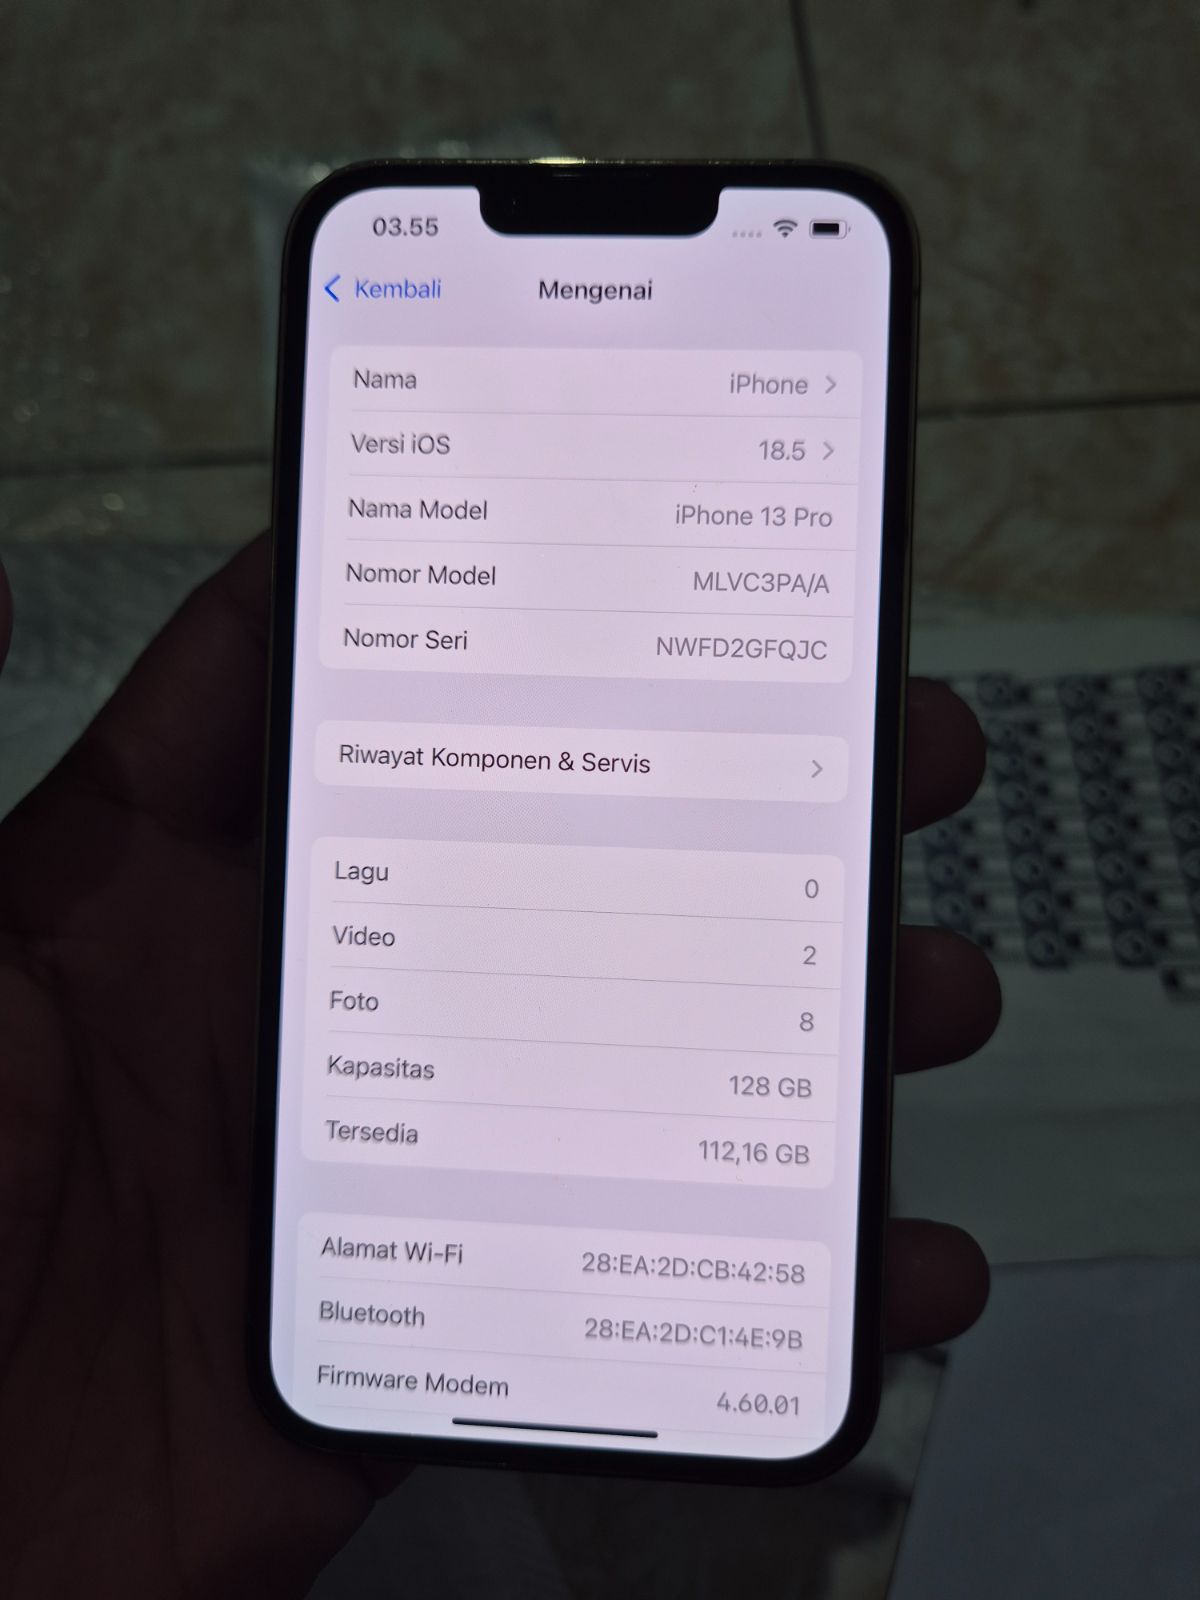 03.55
Kembali Mengenai
Nama iPhone
Versi iOS 18.5
Nama Model iPhone 13 Pro
Nomor Model MLVC3PA/A
Nomor Seri NWFD2GFQJC
Riwayat Komponen & Servis
Lagu 0
Video 2
Foto 8
Kapasitas 128 GB
Tersedia 112,16 GB
Alamat Wi-Fi 28:EA:2D:CB:42:58
Bluetooth 28:EA:2D:C1:4E:9B
Firmware Modem 4.60.01